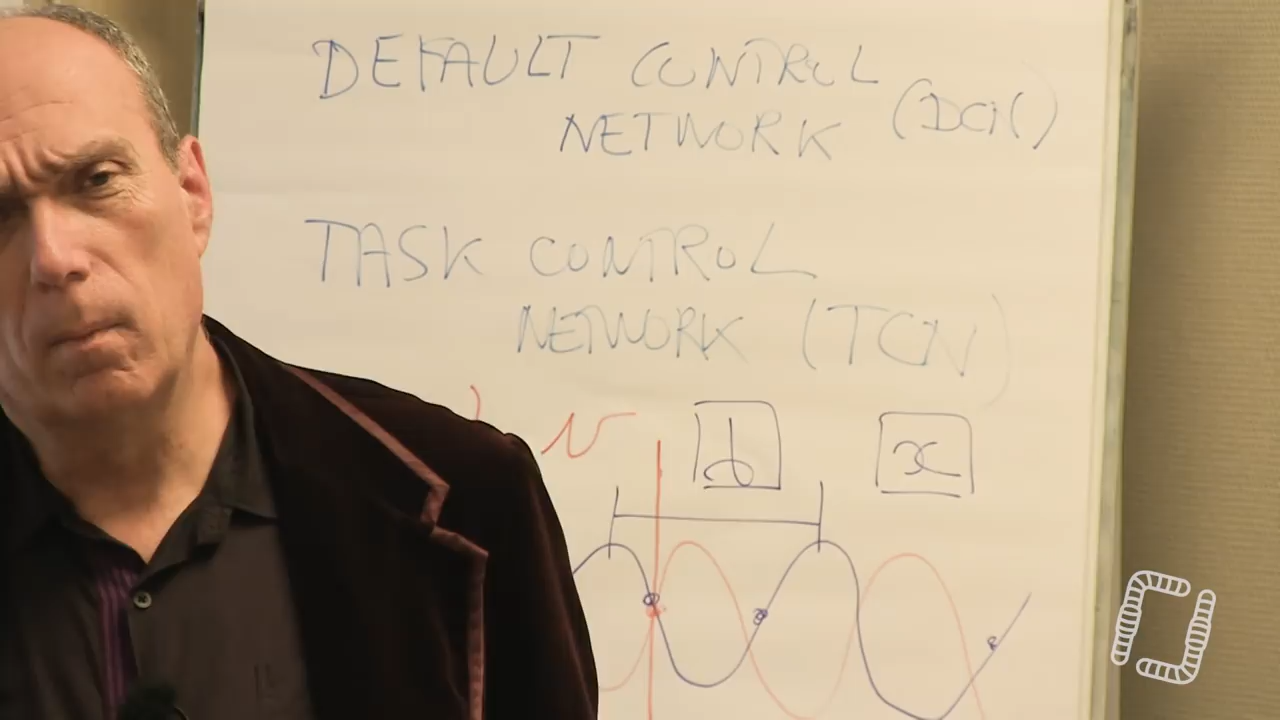 DEFAULT CONTROL
NETWORK (DCN)
TASK CONTROL
NETWORK (TCN)
x